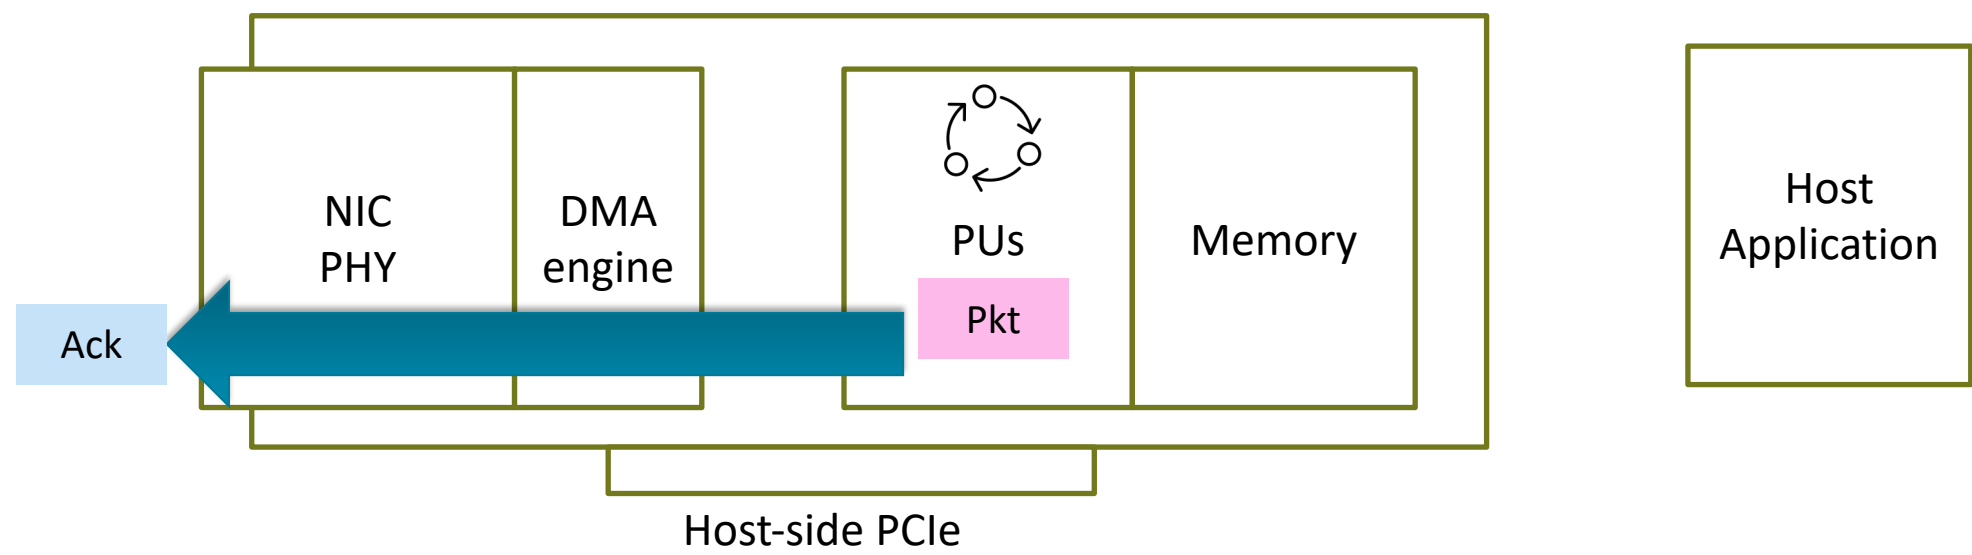 NIC
PHY
DMA
engine
PUs
Pkt
Memory
Host
Application
Ack
Host-side PCIe